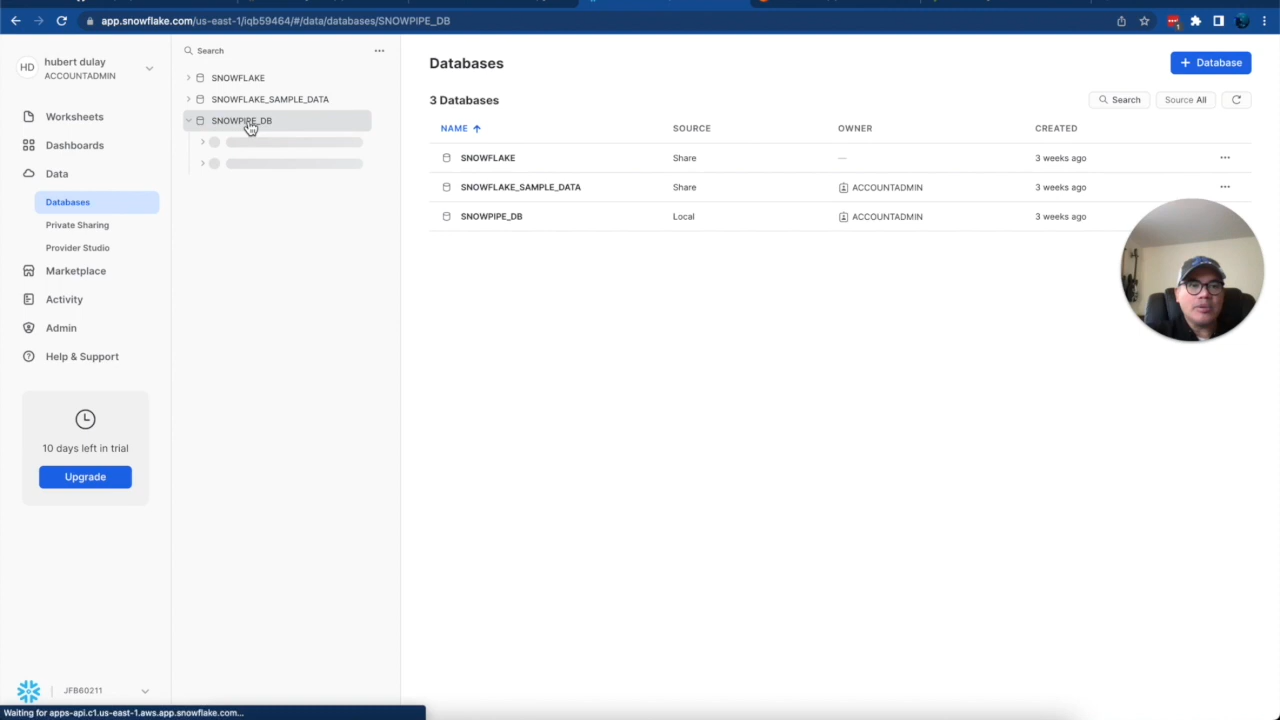 app.snowflake.com/us-east-1/iqb59464/#/data/databases/SNOWPIPE_DB
HD
hubert dulay
ACCOUNTADMIN
Worksheets
Dashboards
Data
Databases
Private Sharing
Provider Studio
Marketplace
Activity
Admin
Help & Support
10 days left in trial
Upgrade
JFB60211
Waiting for apps-api.c1.us-east-1.aws.app.snowflake.com...
Search
SNOWFLAKE
SNOWFLAKE_SAMPLE_DATA
SNOWPIPE_DB
Databases
+ Database
3 Databases
Search
Source All
NAME SOURCE OWNER CREATED
SNOWFLAKE Share — 3 weeks ago
SNOWFLAKE_SAMPLE_DATA Share ACCOUNTADMIN 3 weeks ago
SNOWPIPE_DB Local ACCOUNTADMIN 3 weeks ago